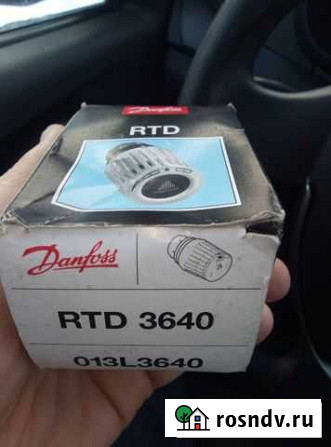 Danfoss
RTD
Danfoss
RTD 3640
013L3640
rosndv.ru